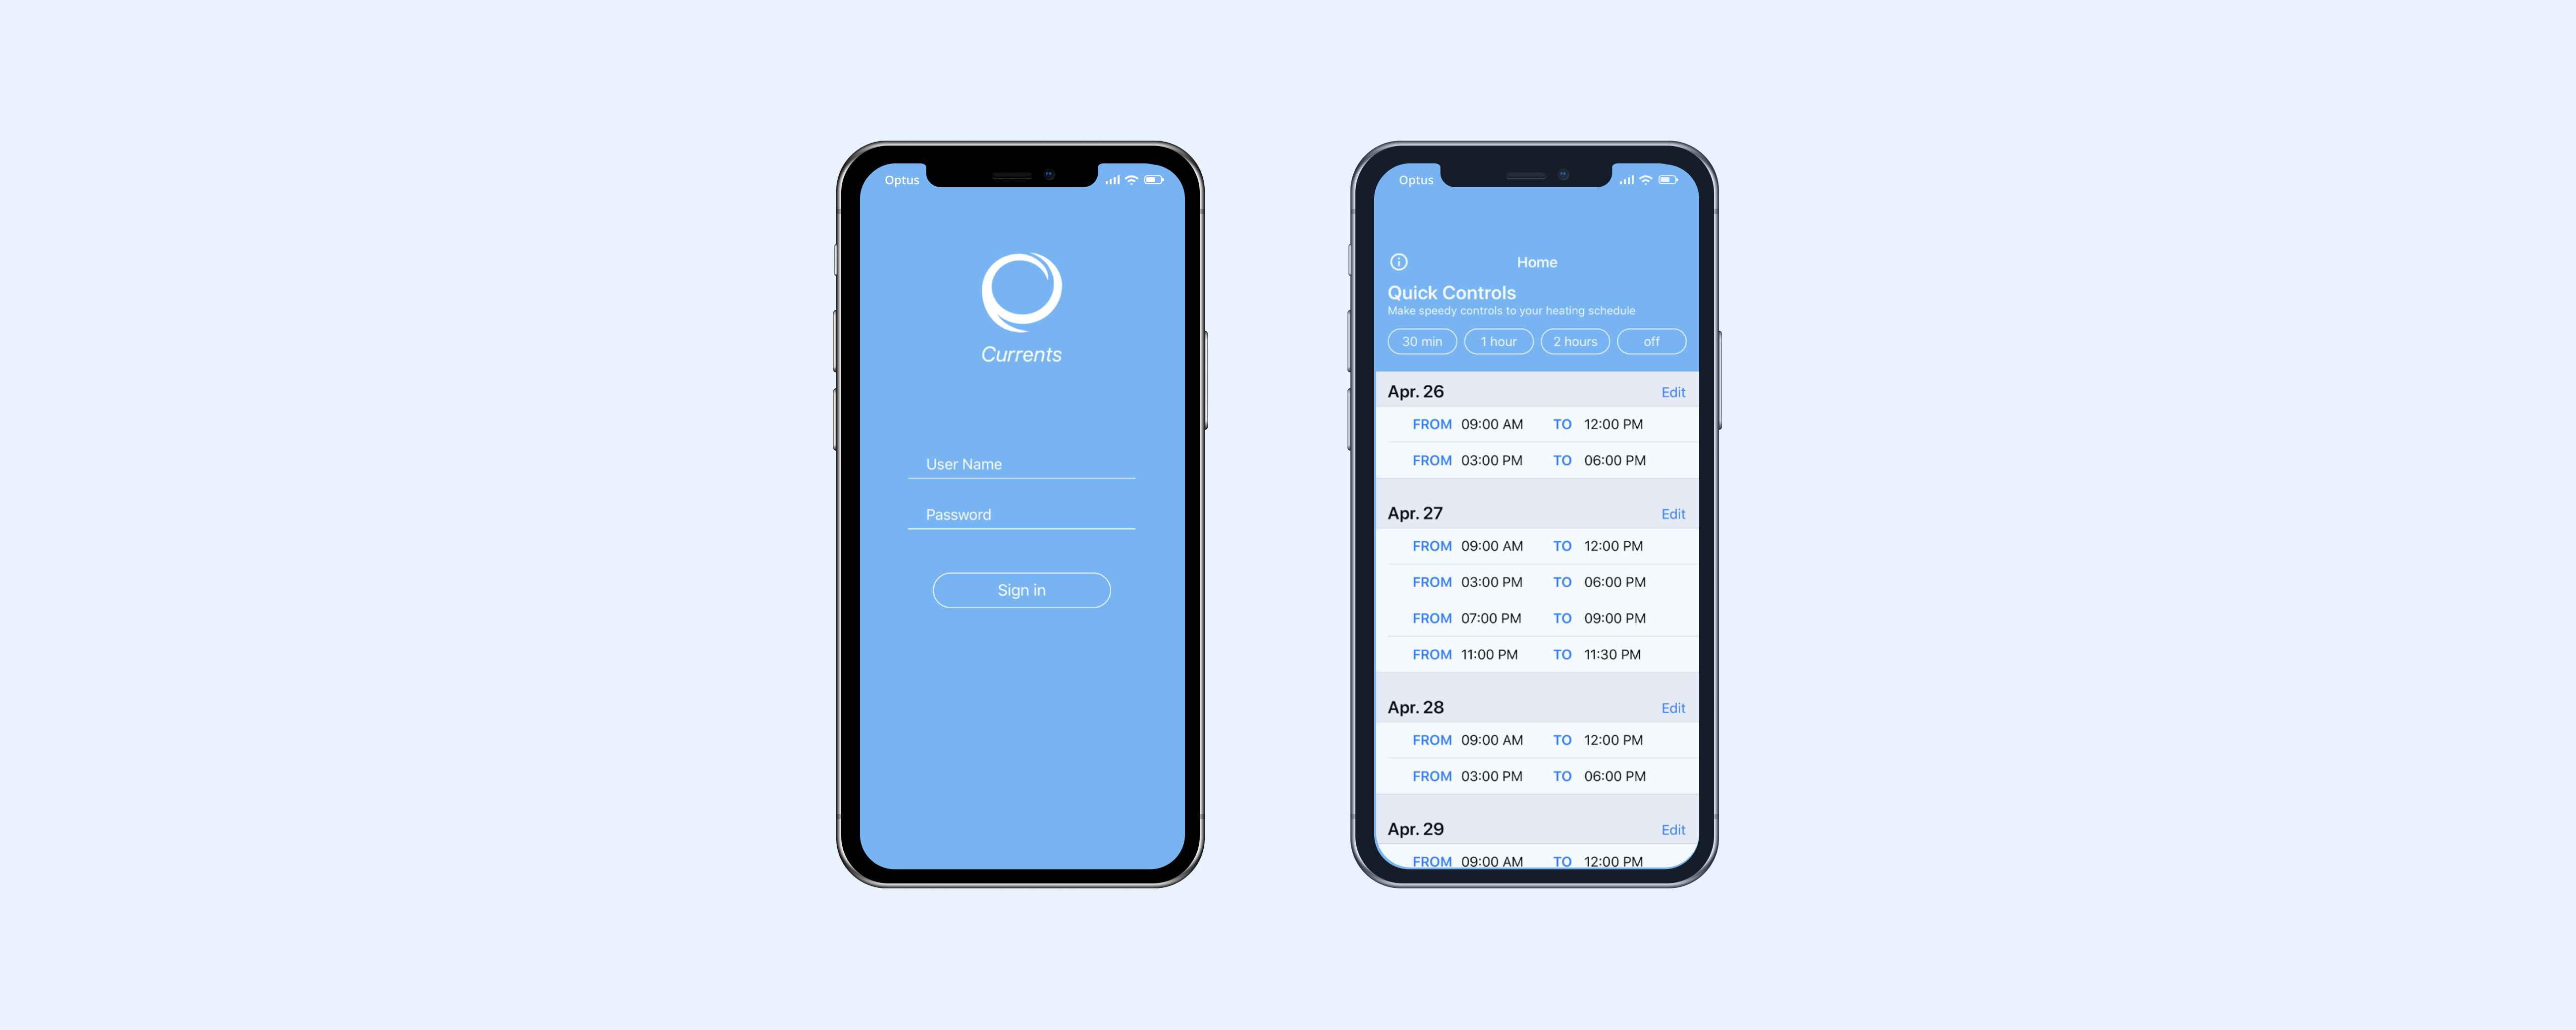 Optus
Currents
User Name
Password
Sign in
Optus
Home
Quick Controls
Make speedy controls to your heating schedule
30 min 1 hour 2 hours off
Apr. 26 Edit
FROM 09:00 AM TO 12:00 PM
FROM 03:00 PM TO 06:00 PM
Apr. 27 Edit
FROM 09:00 AM TO 12:00 PM
FROM 03:00 PM TO 06:00 PM
FROM 07:00 PM TO 09:00 PM
FROM 11:00 PM TO 11:30 PM
Apr. 28 Edit
FROM 09:00 AM TO 12:00 PM
FROM 03:00 PM TO 06:00 PM
Apr. 29 Edit
FROM 09:00 AM TO 12:00 PM